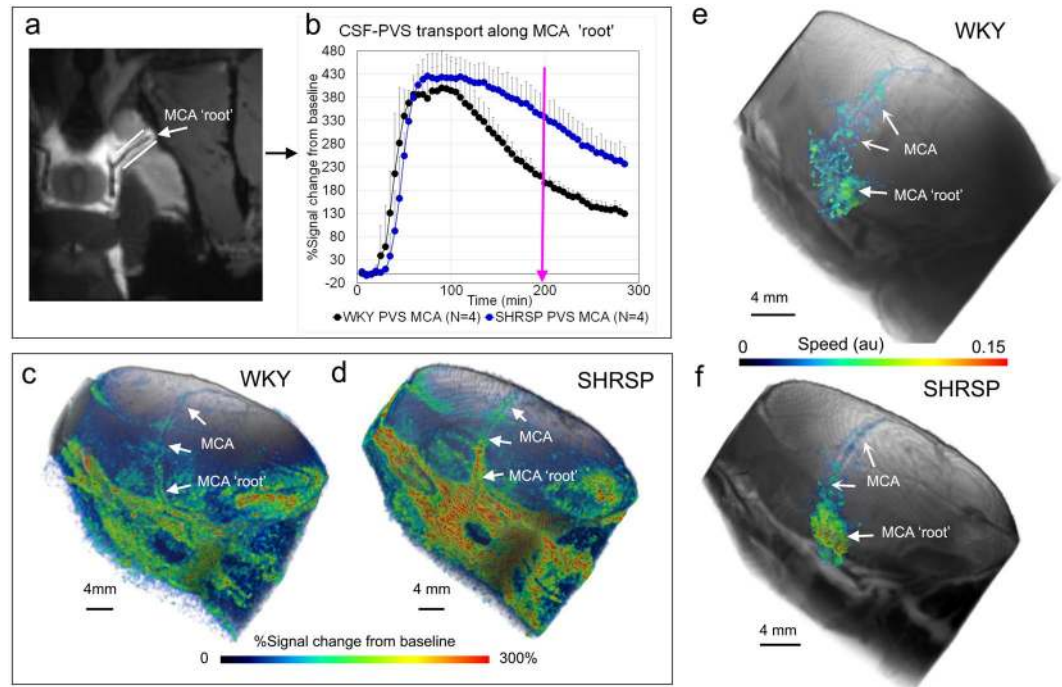 a
MCA 'root'
b
CSF-PVS transport along MCA 'root'
%Signal change from baseline
480
430
380
330
280
230
180
130
80
30
-20
0
100
200
300
Time (min)
WKY PVS MCA (N=4)
SHRSP PVS MCA (N=4)
c
WKY
MCA
MCA 'root'
4mm
d
SHRSP
MCA
MCA 'root'
4 mm
%Signal change from baseline
0
300%
e
WKY
MCA
MCA 'root'
4 mm
Speed (au)
0
0.15
f
SHRSP
MCA
MCA 'root'
4 mm